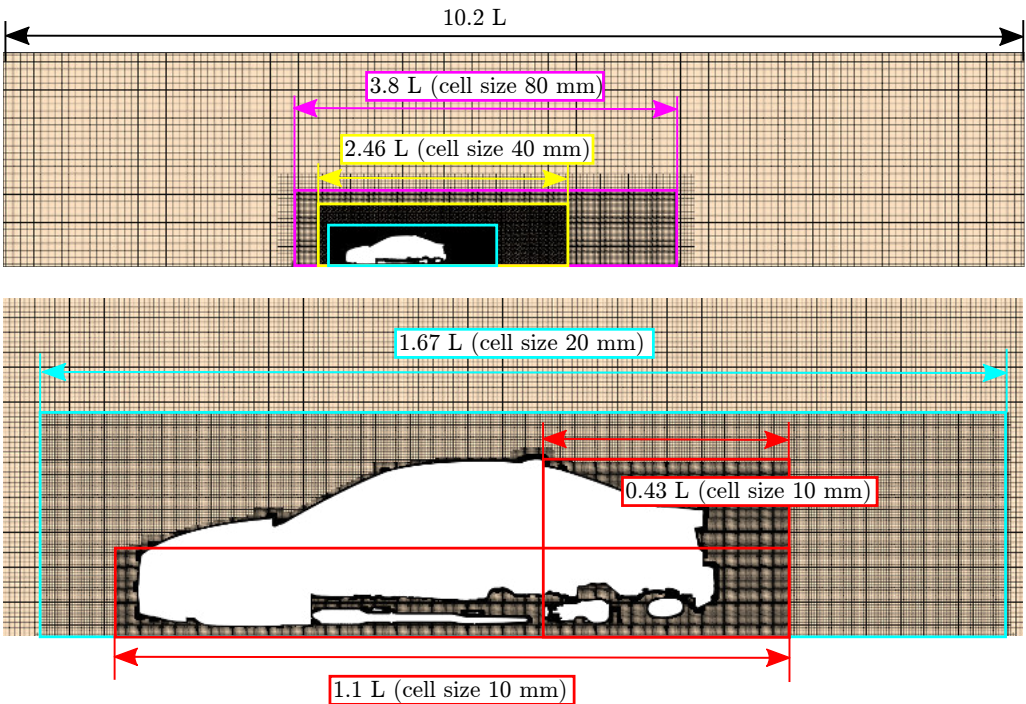 10.2 L
3.8 L (cell size 80 mm)
2.46 L (cell size 40 mm)
1.67 L (cell size 20 mm)
0.43 L (cell size 10 mm)
1.1 L (cell size 10 mm)